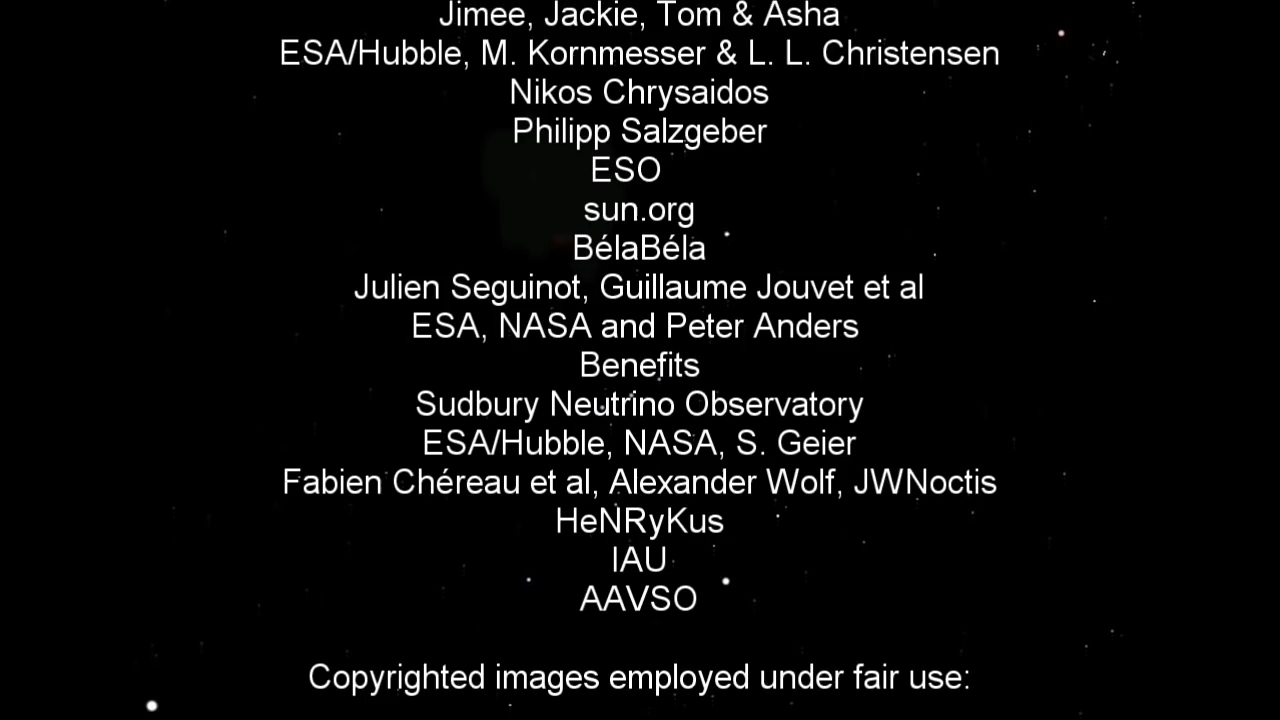 Jimee, Jackie, Tom & Asha
ESA/Hubble, M. Kornmesser & L. L. Christensen
Nikos Chrysaidos
Philipp Salzgeber
ESO
sun.org
BélaBéla
Julien Seguinot, Guillaume Jouvet et al
ESA, NASA and Peter Anders
Benefits
Sudbury Neutrino Observatory
ESA/Hubble, NASA, S. Geier
Fabien Chéreau et al, Alexander Wolf, JWNoctis
HeNRyKus
IAU
AAVSO
Copyrighted images employed under fair use: